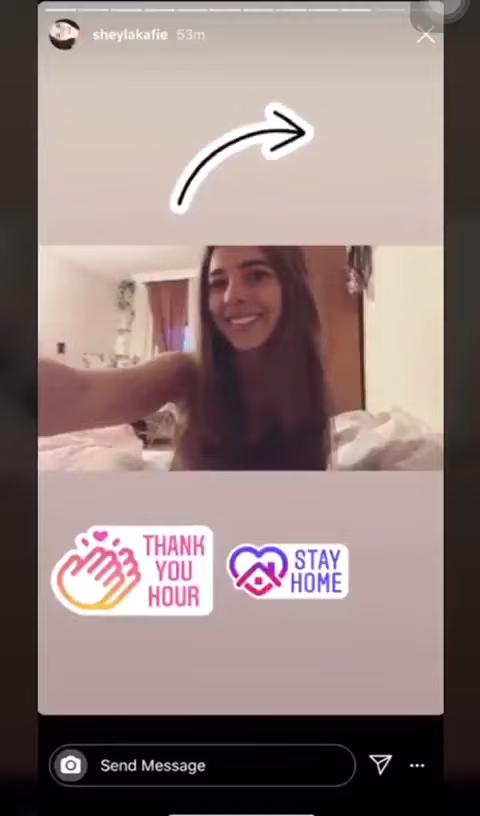 sheylakafie 53m
THANK
YOU
HOUR
STAY
HOME
Send Message